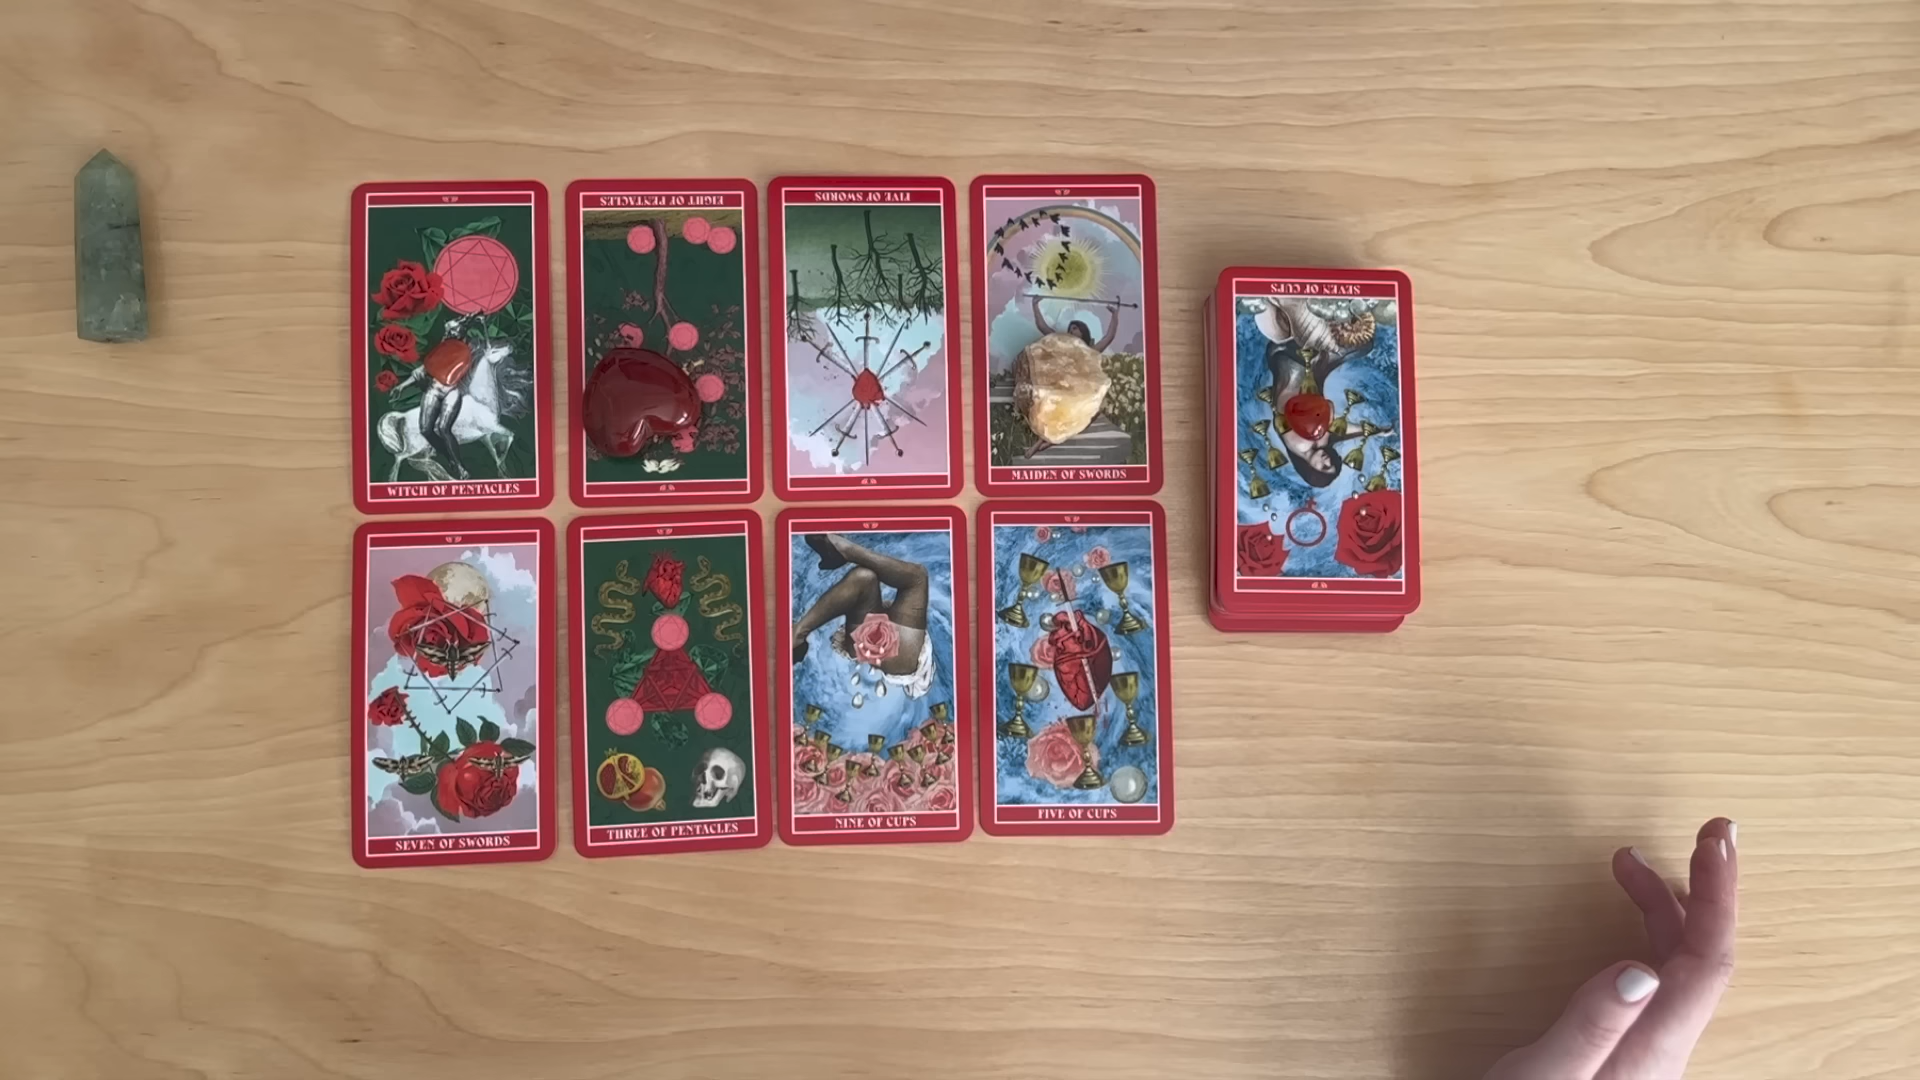 WITCH OF PENTACLES
EIGHT OF PENTACLES
FIVE OF SWORDS
MAIDEN OF SWORDS
SEVEN OF CUPS
SEVEN OF SWORDS
THREE OF PENTACLES
NINE OF CUPS
FIVE OF CUPS